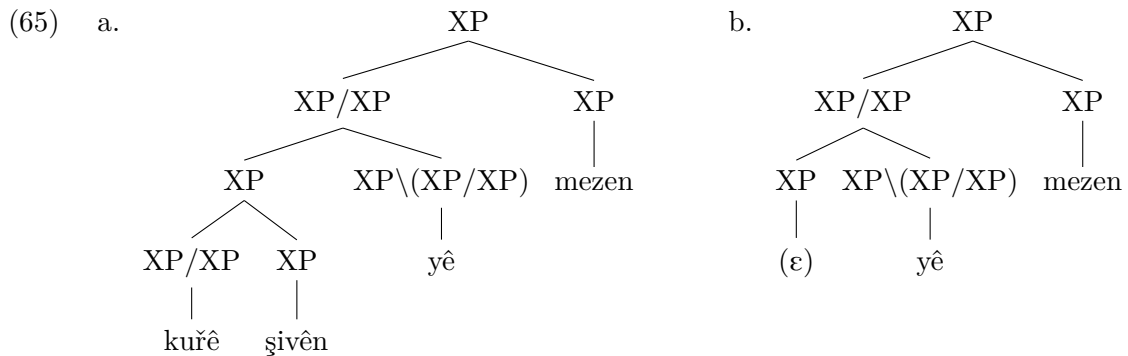 (65) a. XP b. XP
XP/XP XP XP/XP XP
XP XP\(XP/XP) mezen XP XP\(XP/XP) mezen
XP/XP XP yê (ε) yê
kuř̂ê şivên